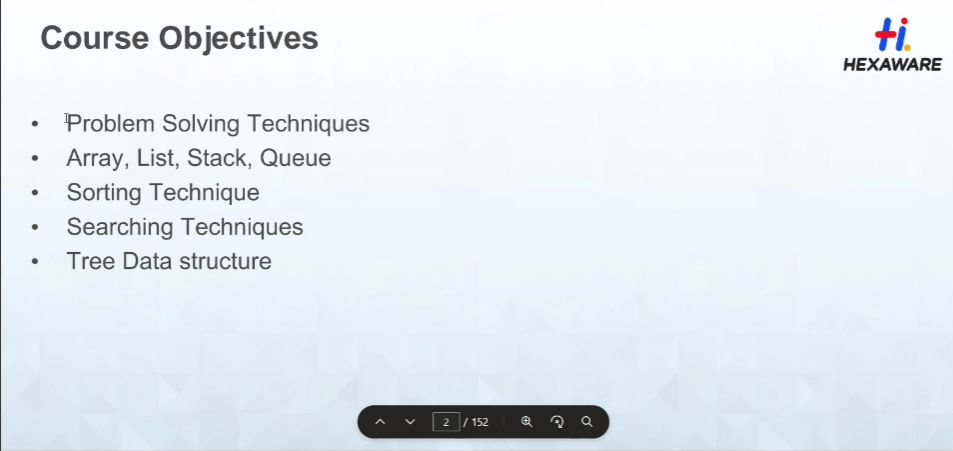 Course Objectives
HEXAWARE
• Problem Solving Techniques
• Array, List, Stack, Queue
• Sorting Technique
• Searching Techniques
• Tree Data structure
2 / 152